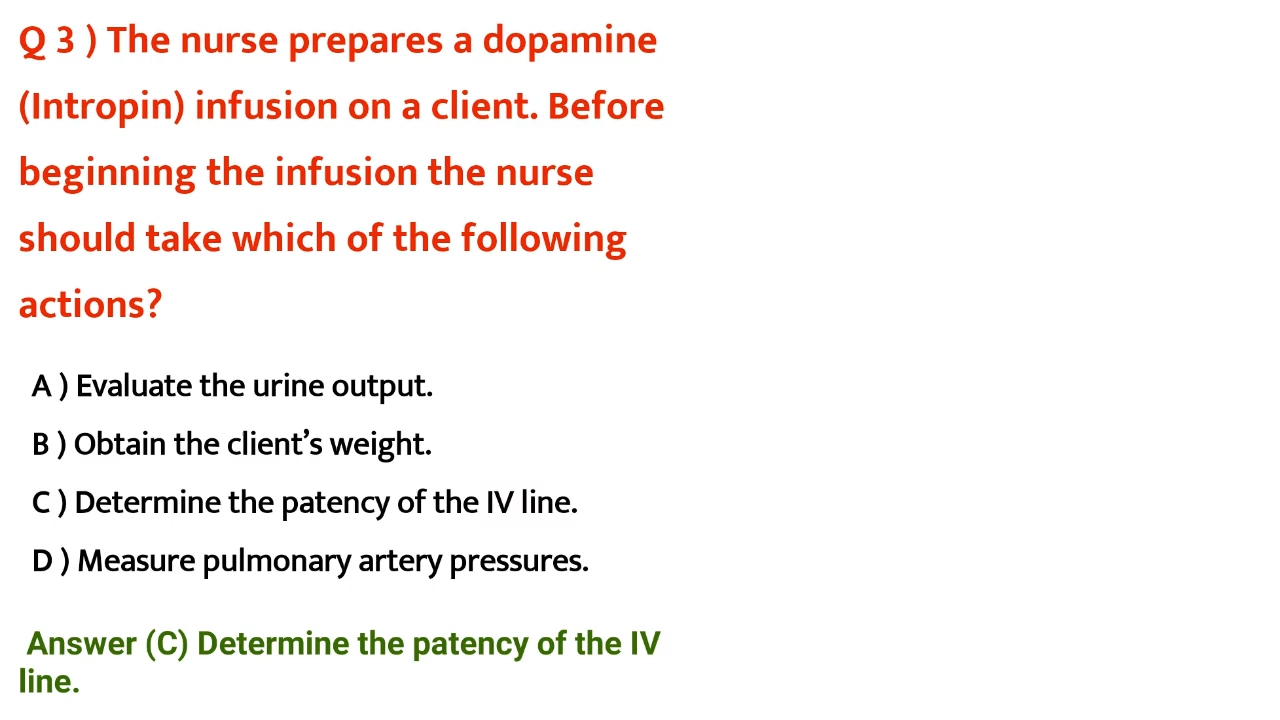 Q 3 ) The nurse prepares a dopamine
(Intropin) infusion on a client. Before
beginning the infusion the nurse
should take which of the following
actions?
A ) Evaluate the urine output.
B ) Obtain the client’s weight.
C ) Determine the patency of the IV line.
D ) Measure pulmonary artery pressures.
Answer (C) Determine the patency of the IV
line.